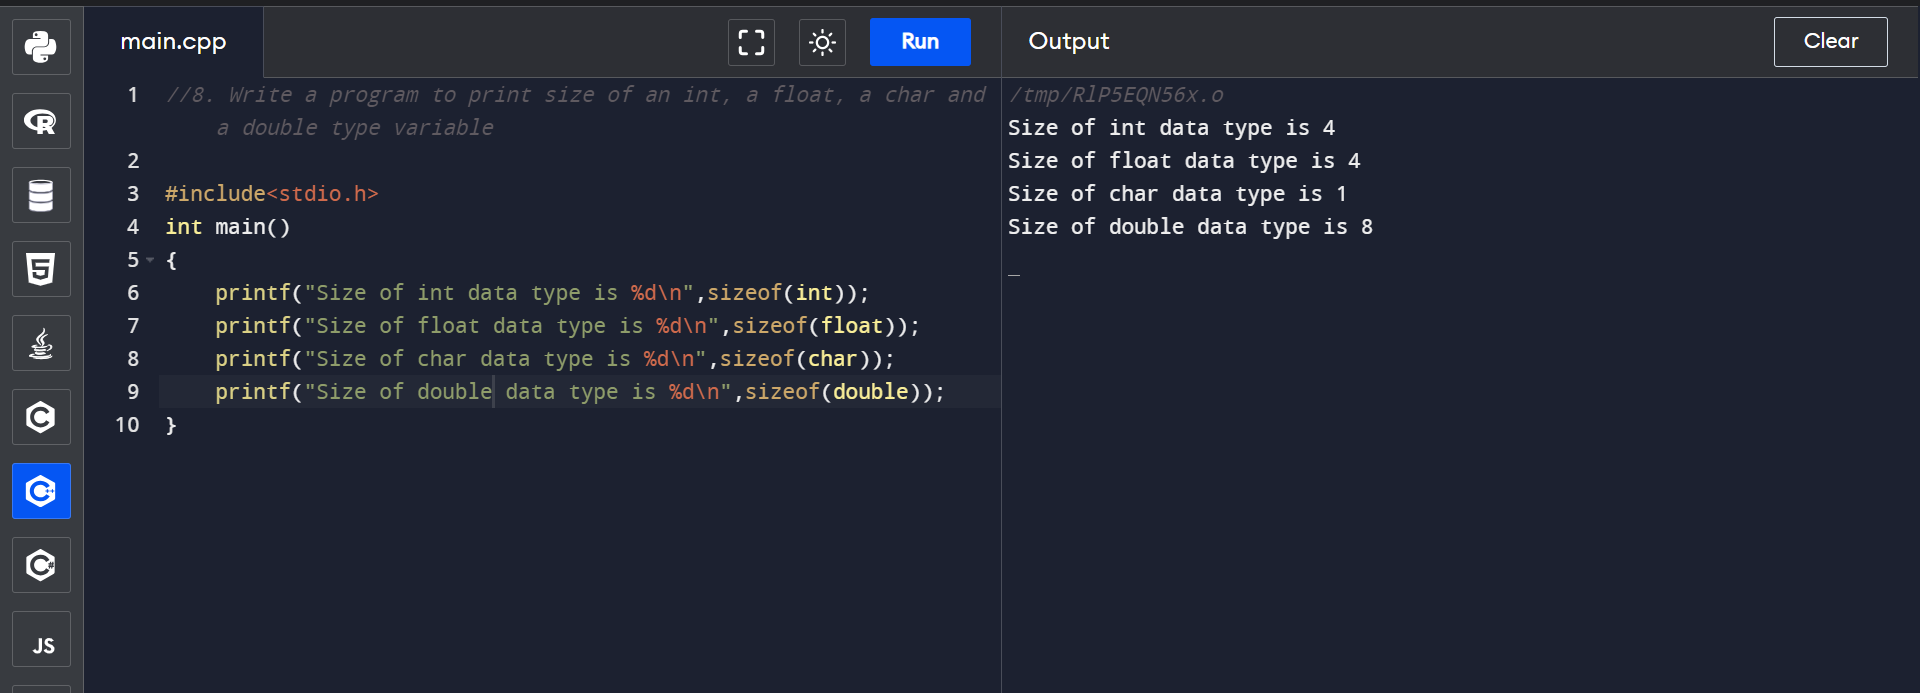 main.cpp
Run
Output
Clear
1 //8. Write a program to print size of an int, a float, a char and
a double type variable
2
3 #include<stdio.h>
4 int main()
5 {
6 printf("Size of int data type is %d\n",sizeof(int));
7 printf("Size of float data type is %d\n",sizeof(float));
8 printf("Size of char data type is %d\n",sizeof(char));
9 printf("Size of double data type is %d\n",sizeof(double));
10 }
/tmp/RlP5EQN56x.o
Size of int data type is 4
Size of float data type is 4
Size of char data type is 1
Size of double data type is 8
_
R
5
C
C++
C#
JS